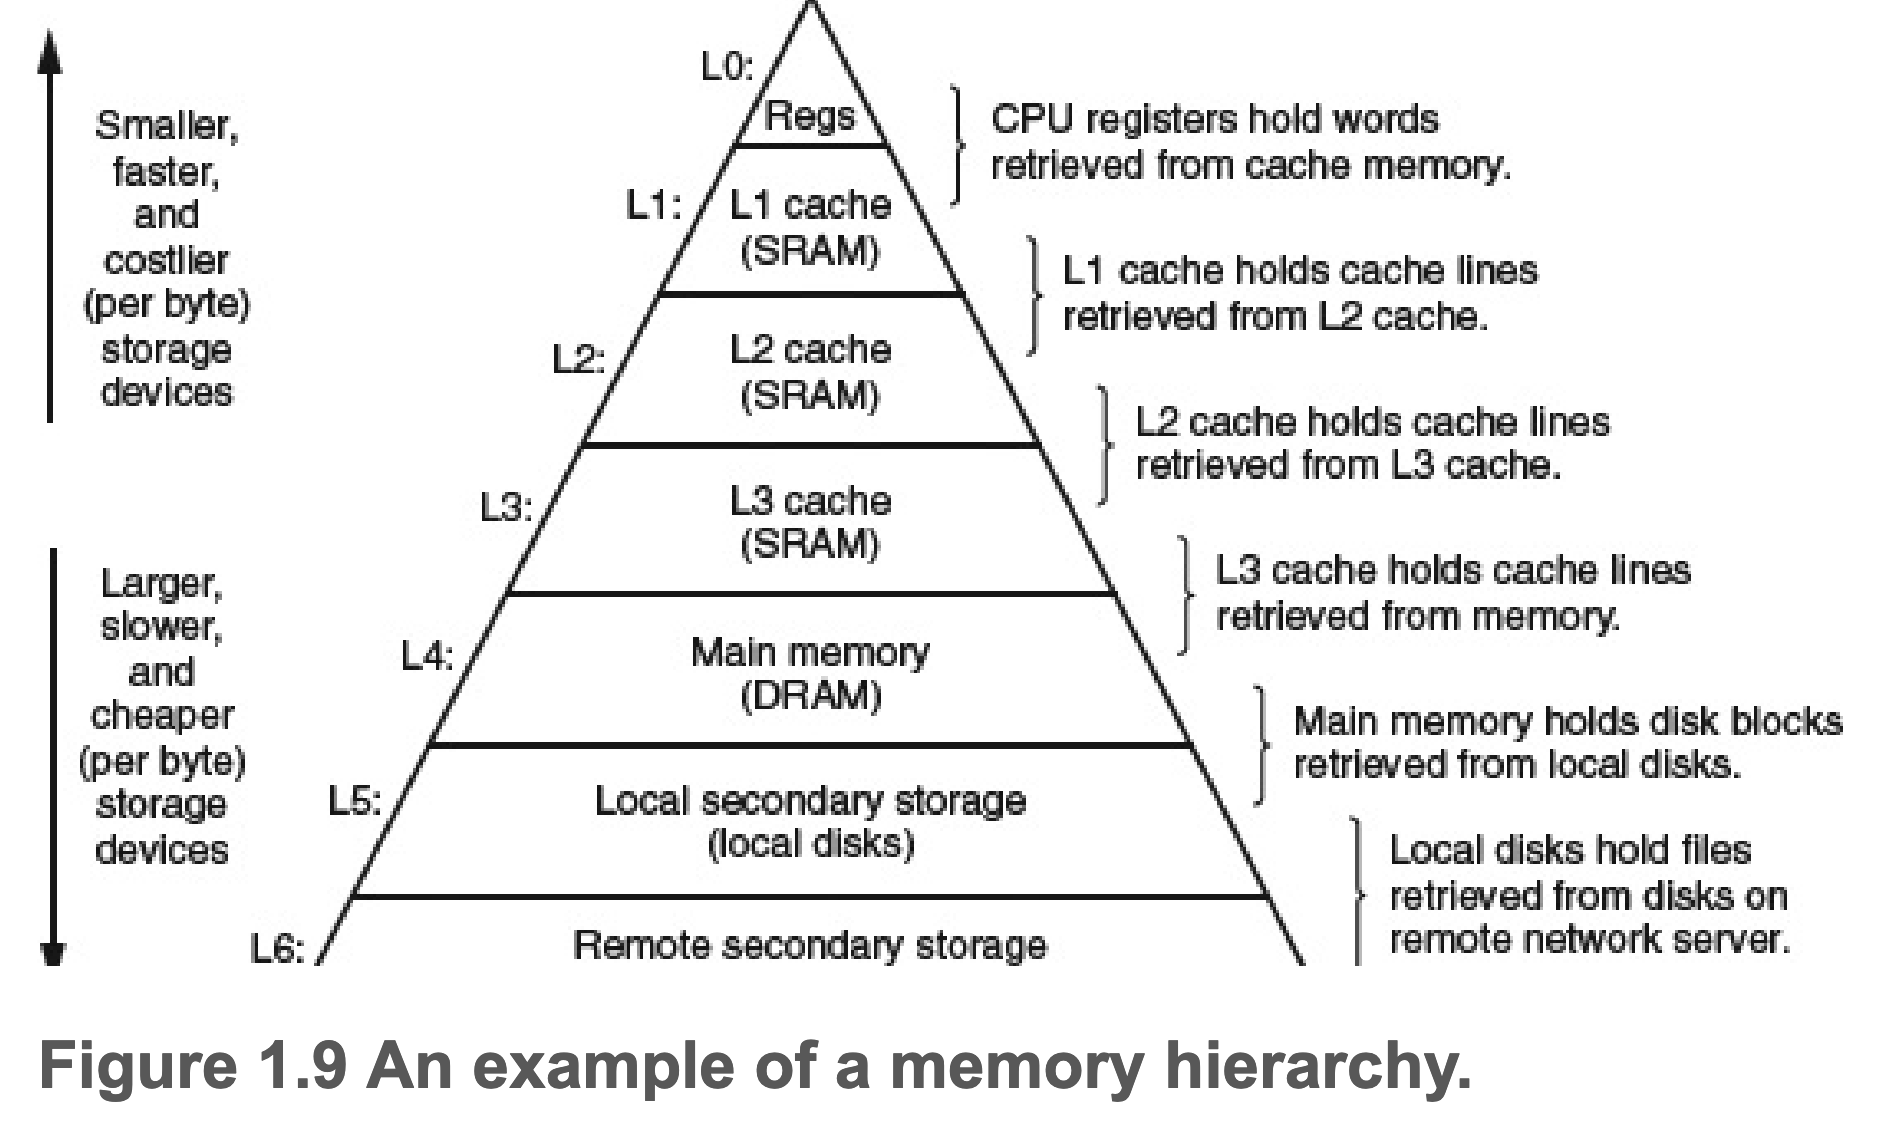 Smaller,
faster,
and
costlier
(per byte)
storage
devices
Larger,
slower,
and
cheaper
(per byte)
storage
devices
L0:
Regs
CPU registers hold words
retrieved from cache memory.
L1:
L1 cache
(SRAM)
L1 cache holds cache lines
retrieved from L2 cache.
L2:
L2 cache
(SRAM)
L2 cache holds cache lines
retrieved from L3 cache.
L3:
L3 cache
(SRAM)
L3 cache holds cache lines
retrieved from memory.
L4:
Main memory
(DRAM)
Main memory holds disk blocks
retrieved from local disks.
L5:
Local secondary storage
(local disks)
Local disks hold files
retrieved from disks on
remote network server.
L6:
Remote secondary storage
Figure 1.9 An example of a memory hierarchy.